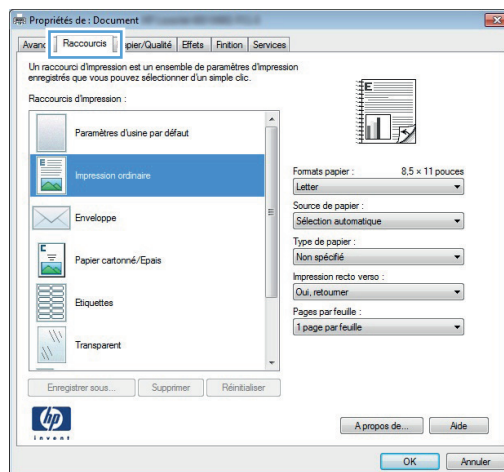 Propriétés de : Document
Raccourcis
pier/Qualité
Effets
Finition
Services
Un raccourci d'impression est un ensemble de paramètres d'impression
enregistrés que vous pouvez sélectionner d'un simple clic.
Raccourcis d'impression :
Paramètres d'usine par défaut
Impression ordinaire
Enveloppe
Papier cartonné/Epais
Etiquettes
Transparent
Enregistrer sous...
Supprimer
Réinitialiser
Formats papier :
8,5 × 11 pouces
Letter
Source de papier :
Sélection automatique
Type de papier :
Non spécifié
Impression recto verso :
Oui, retourner
Pages par feuille :
1 page par feuille
hp
invent
A propos de...
Aide
OK
Annuler